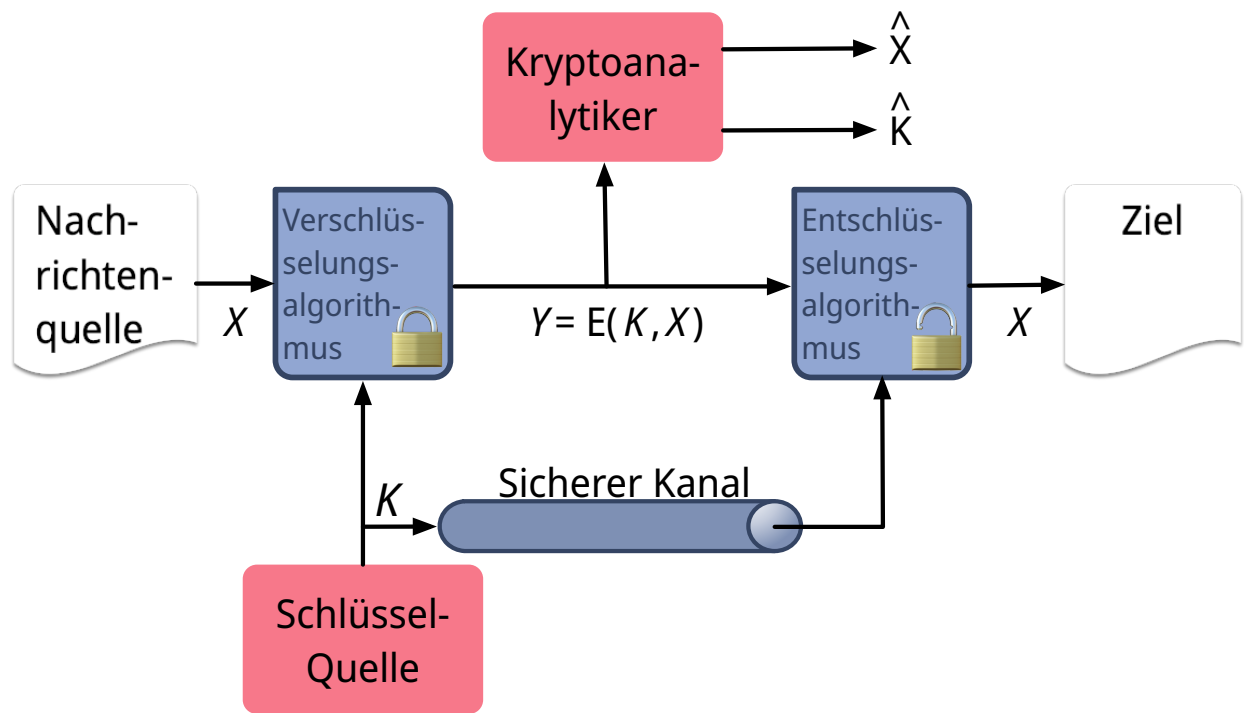 Kryptoana-
lytiker
X̂
K̂
Nach-
richten-
quelle
X
Verschlüs-
selungs-
algorith-
mus
Y = E(K,X)
Entschlüs-
selungs-
algorith-
mus
X
Ziel
K
Sicherer Kanal
Schlüssel-
Quelle